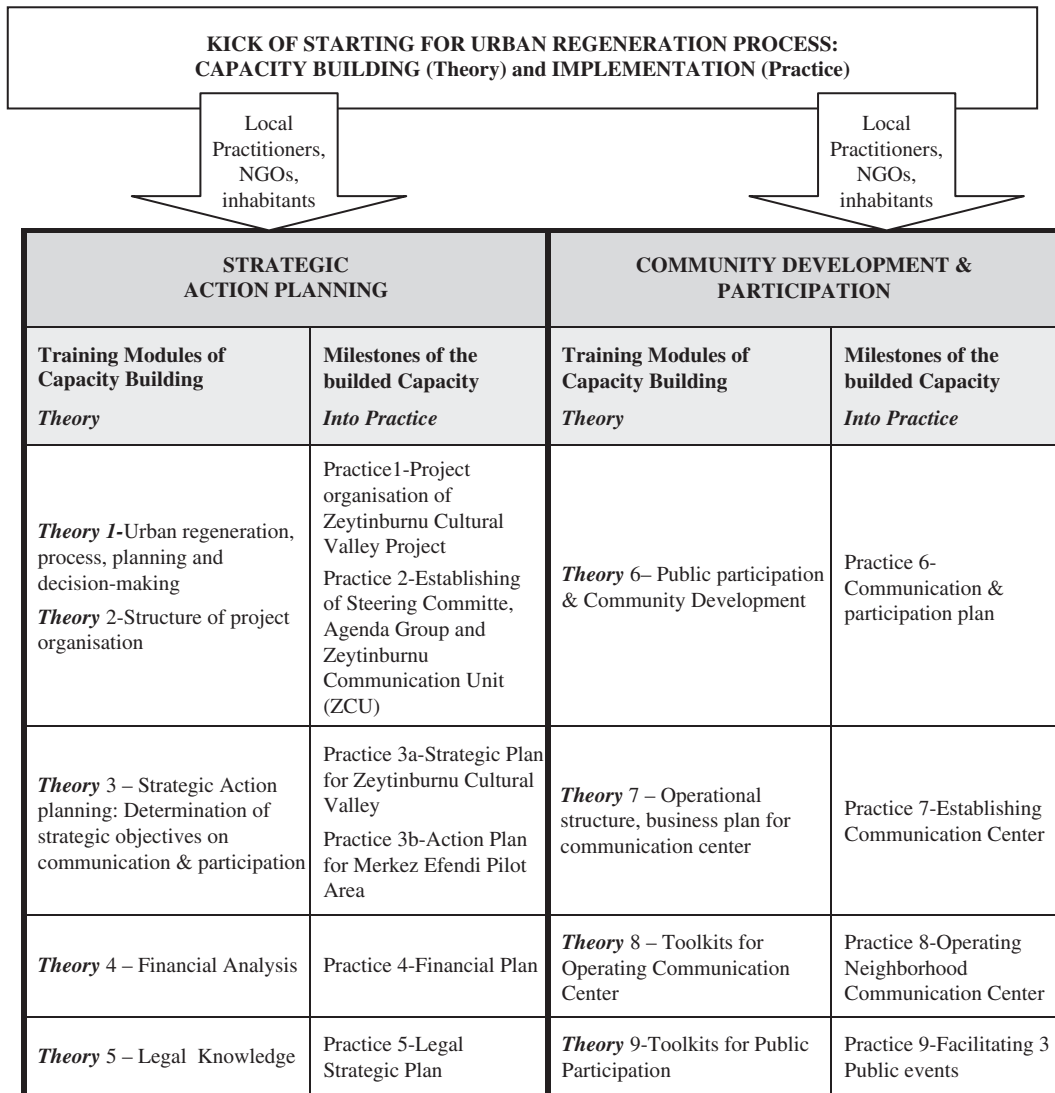 KICK OF STARTING FOR URBAN REGENERATION PROCESS:
CAPACITY BUILDING (Theory) and IMPLEMENTATION (Practice)
Local
Practitioners,
NGOs,
inhabitants
Local
Practitioners,
NGOs,
inhabitants
STRATEGIC
ACTION PLANNING
COMMUNITY DEVELOPMENT &
PARTICIPATION
Training Modules of
Capacity Building
Theory
Milestones of the
builded Capacity
Into Practice
Training Modules of
Capacity Building
Theory
Milestones of the
builded Capacity
Into Practice
Theory 1-Urban regeneration,
process, planning and
decision-making
Theory 2-Structure of project
organisation
Practice1-Project
organisation of
Zeytinburnu Cultural
Valley Project
Practice 2-Establishing
of Steering Committe,
Agenda Group and
Zeytinburnu
Communication Unit
(ZCU)
Theory 6– Public participation
& Community Development
Practice 6-
Communication &
participation plan
Theory 3 – Strategic Action
planning: Determination of
strategic objectives on
communication & participation
Practice 3a-Strategic Plan
for Zeytinburnu Cultural
Valley
Practice 3b-Action Plan
for Merkez Efendi Pilot
Area
Theory 7 – Operational
structure, business plan for
communication center
Practice 7-Establishing
Communication Center
Theory 4 – Financial Analysis
Practice 4-Financial Plan
Theory 8 – Toolkits for
Operating Communication
Center
Practice 8-Operating
Neighborhood
Communication Center
Theory 5 – Legal Knowledge
Practice 5-Legal
Strategic Plan
Theory 9-Toolkits for Public
Participation
Practice 9-Facilitating 3
Public events